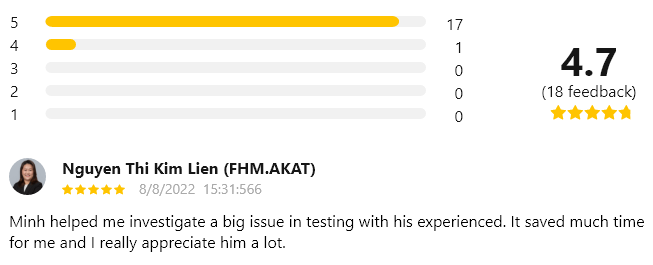 5 17
4 1
3 0
2 0
1 0
4.7
(18 feedback)
Nguyen Thi Kim Lien (FHM.AKAT)
8/8/2022 15:31:566
Minh helped me investigate a big issue in testing with his experienced. It saved much time
for me and I really appreciate him a lot.